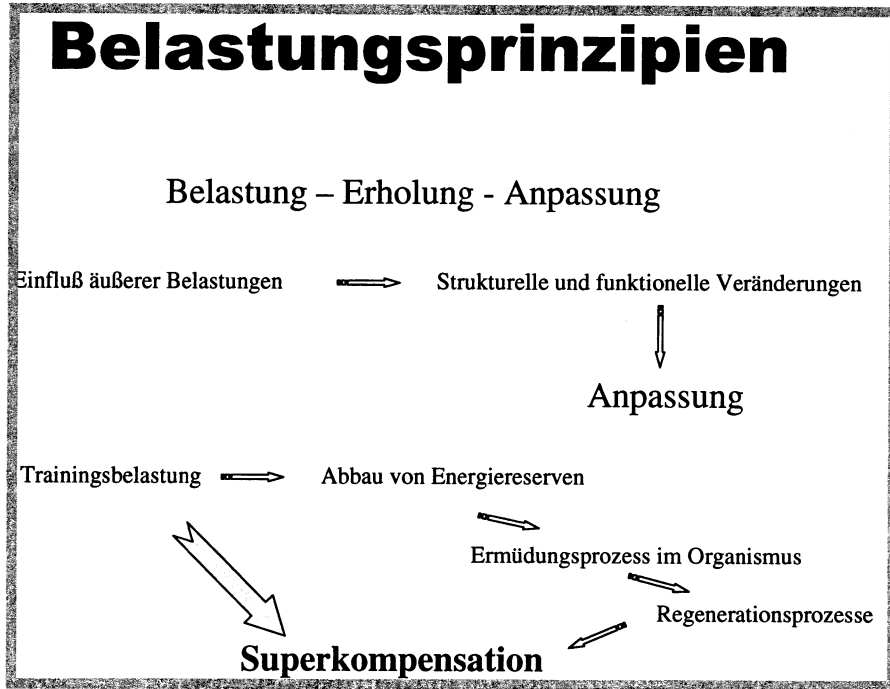 Belastungsprinzipien
Belastung – Erholung - Anpassung
Einfluß äußerer Belastungen
Strukturelle und funktionelle Veränderungen
Anpassung
Trainingsbelastung
Abbau von Energiereserven
Ermüdungsprozess im Organismus
Regenerationsprozesse
Superkompensation